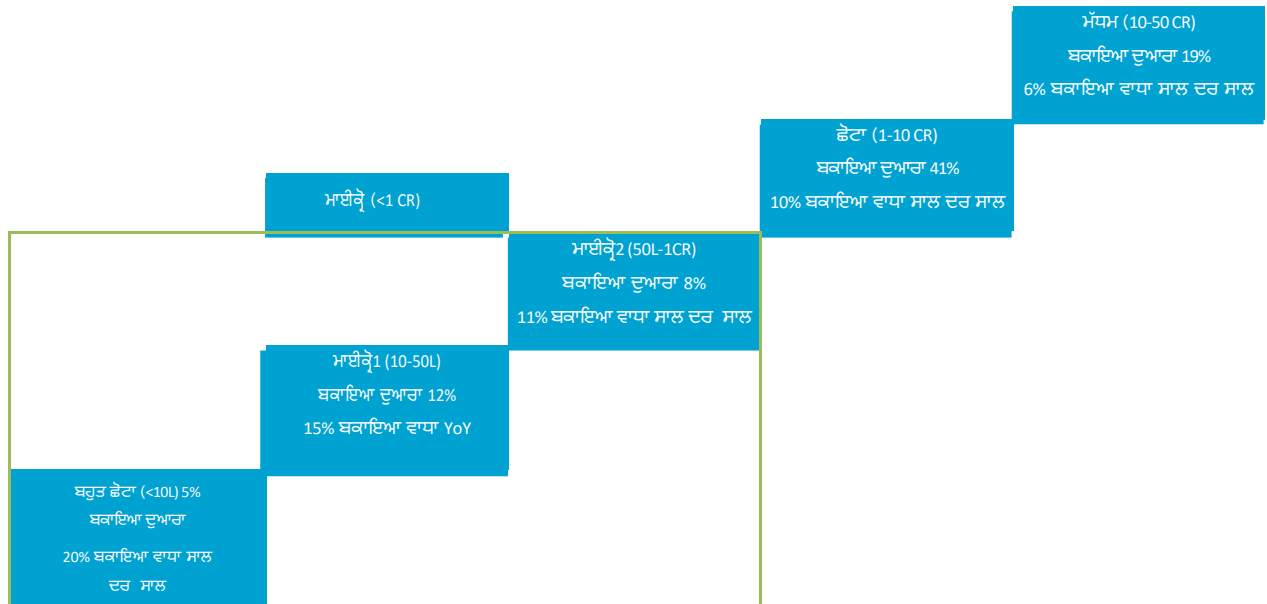 ਮੱਧਮ (10-50 CR)
ਬਕਾਇਆ ਦੁਆਰਾ 19%
6% ਬਕਾਇਆ ਵਾਧਾ ਸਾਲ ਦਰ ਸਾਲ
ਛੋਟਾ (1-10 CR)
ਬਕਾਇਆ ਦੁਆਰਾ 41%
10% ਬਕਾਇਆ ਵਾਧਾ ਸਾਲ ਦਰ ਸਾਲ
ਮਾਈਕ੍ਰੋ (<1 CR)
ਮਾਈਕ੍ਰੋ2 (50L-1CR)
ਬਕਾਇਆ ਦੁਆਰਾ 8%
11% ਬਕਾਇਆ ਵਾਧਾ ਸਾਲ ਦਰ ਸਾਲ
ਮਾਈਕ੍ਰੋ1 (10-50L)
ਬਕਾਇਆ ਦੁਆਰਾ 12%
15% ਬਕਾਇਆ ਵਾਧਾ YoY
ਬਹੁਤ ਛੋਟਾ (<10L) 5%
ਬਕਾਇਆ ਦੁਆਰਾ
20% ਬਕਾਇਆ ਵਾਧਾ ਸਾਲ
ਦਰ ਸਾਲ